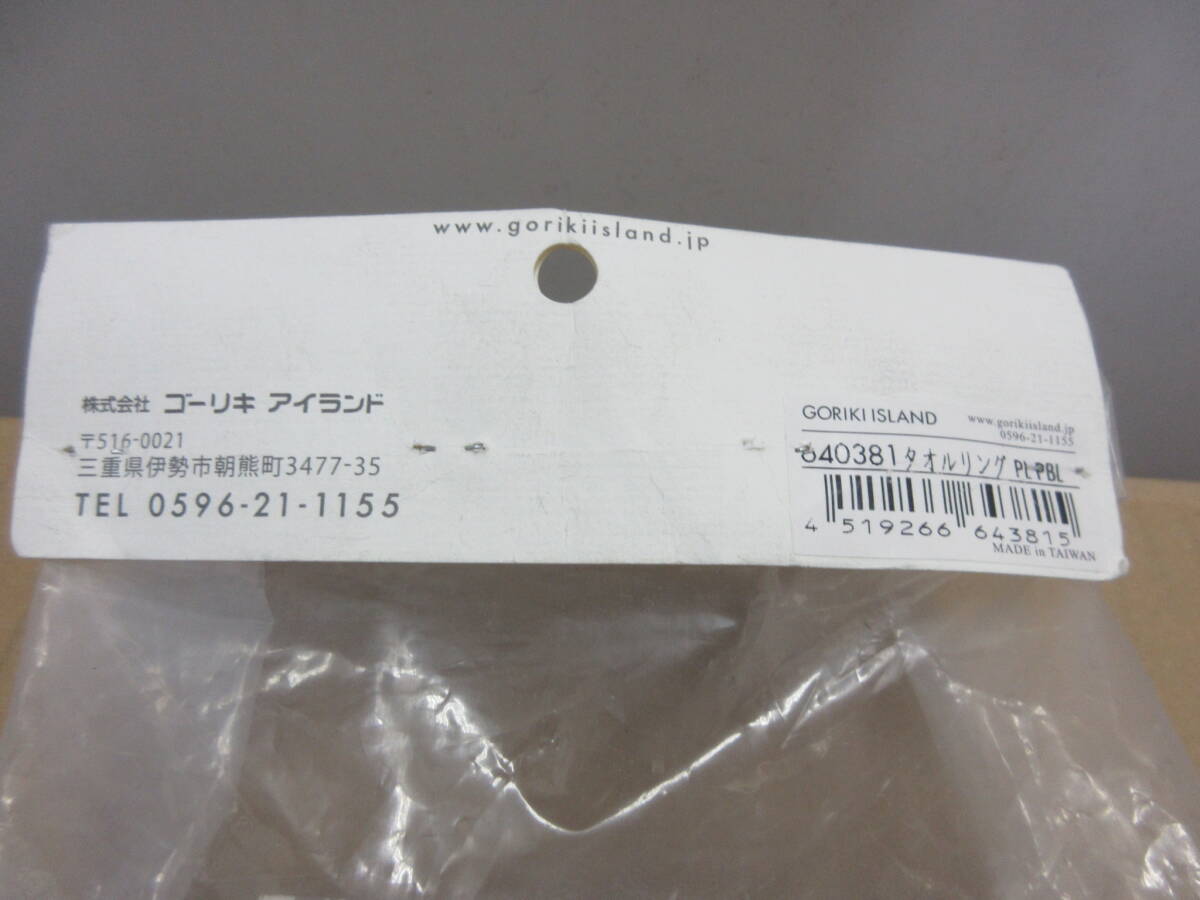 www.gorikiisland.jp
株式会社 ゴーリキ アイランド
〒516-0021
三重県伊勢市朝熊町3477-35
TEL 0596-21-1155
GORIKI ISLAND
www.gorikiisland.jp
0596-21-1155
640381タオルリング PL PBL
4 519266 643815
MADE in TAIWAN